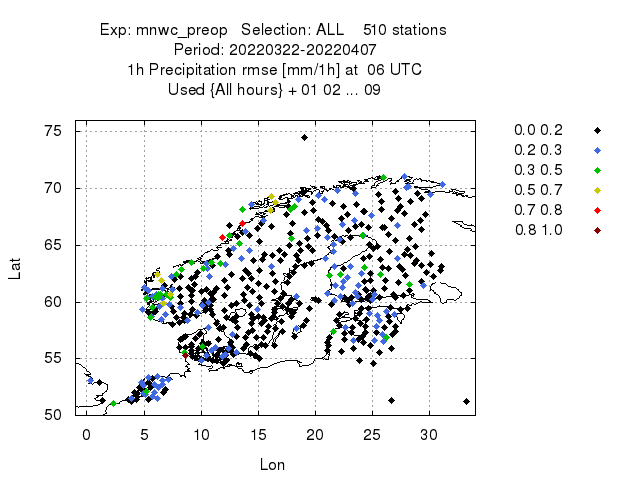 Exp: mnwc_preop Selection: ALL 510 stations
Period: 20220322-20220407
1h Precipitation rmse [mm/1h] at 06 UTC
Used {All hours} + 01 02 ... 09
0.0 0.2
0.2 0.3
0.3 0.5
0.5 0.7
0.7 0.8
0.8 1.0
75
70
65
60
55
50
Lat
0 5 10 15 20 25 30
Lon